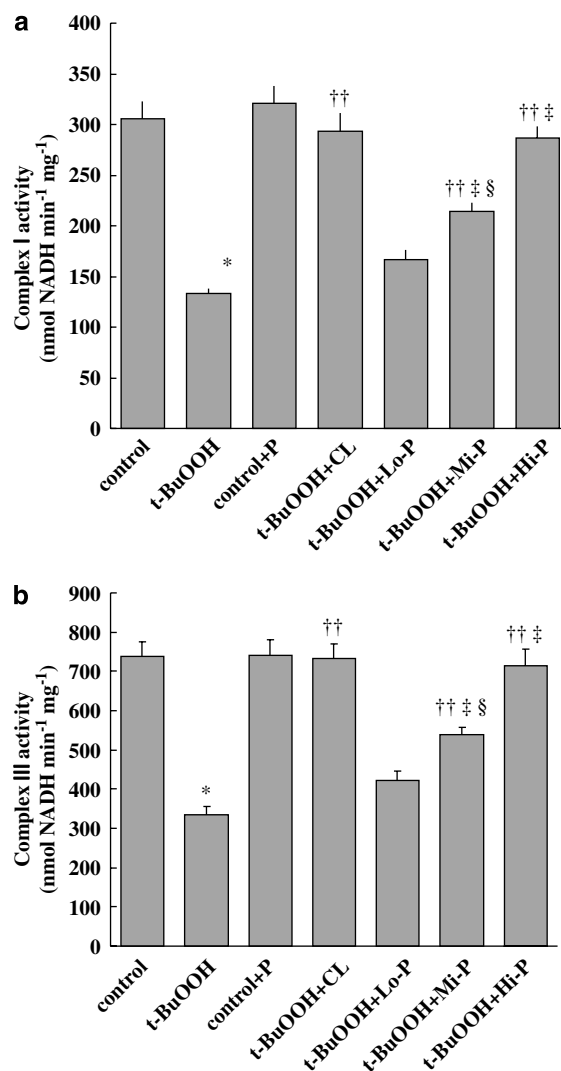 a
Complex I activity
(nmol NADH min-1 mg-1)
400
350
300
250
200
150
100
50
0
*
††
†† ‡ §
†† ‡
control
t-BuOOH
control+P
t-BuOOH+CL
t-BuOOH+Lo-P
t-BuOOH+Mi-P
t-BuOOH+Hi-P
b
Complex III activity
(nmol NADH min-1 mg-1)
900
800
700
600
500
400
300
200
100
0
*
††
†† ‡ §
†† ‡
control
t-BuOOH
control+P
t-BuOOH+CL
t-BuOOH+Lo-P
t-BuOOH+Mi-P
t-BuOOH+Hi-P